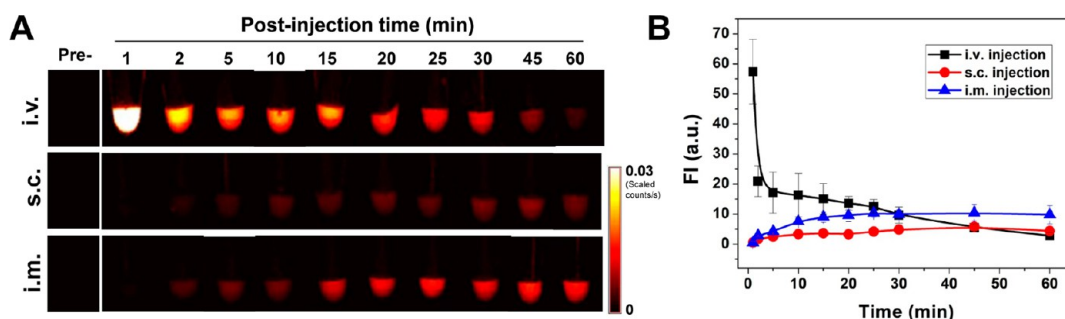 A
Post-injection time (min)
Pre- 1 2 5 10 15 20 25 30 45 60
i.v.
s.c.
i.m.
0.03
(Scaled
counts/s)
0
B
i.v. injection
s.c. injection
i.m. injection
FI (a.u.)
70
60
50
40
30
20
10
0
0 10 20 30 40 50 60
Time (min)